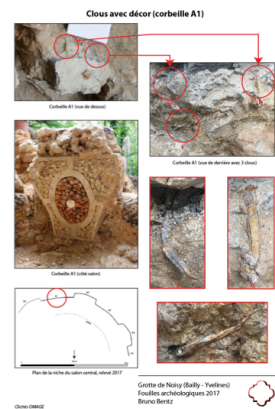 Clous avec décor (corbeille A1)
Corbeille A1 (vue de dessus)
Corbeille A1 (vue de derrière avec 3 clous)
Corbeille A1 (côté salon)
Plan de la niche du salon central, relevé 2017
Grotte de Noisy (Bailly - Yvelines)
Fouilles archéologiques 2017
Bruno Bentz
Clichés OMAGE